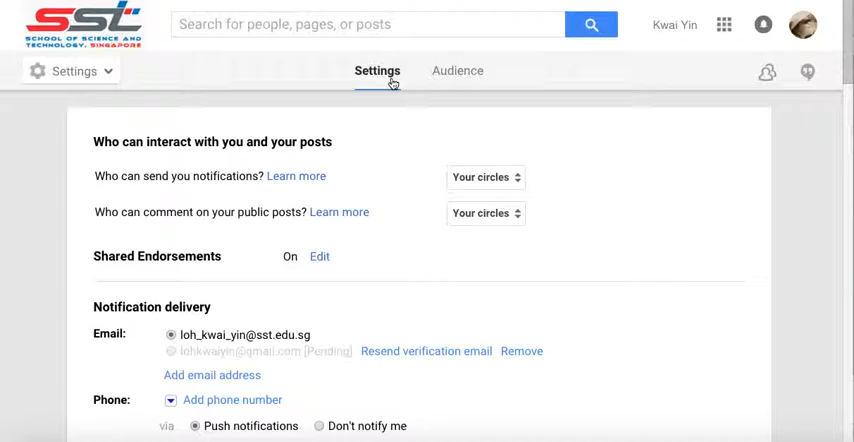 sst
SCHOOL OF SCIENCE AND
TECHNOLOGY, SINGAPORE
Search for people, pages, or posts
Kwai Yin
Settings
Settings
Audience
Who can interact with you and your posts
Who can send you notifications? Learn more
Your circles
Who can comment on your public posts? Learn more
Your circles
Shared Endorsements On Edit
Notification delivery
Email: loh_kwai_yin@sst.edu.sg
lohkwaiyin@gmail.com [Pending] Resend verification email Remove
Add email address
Phone: Add phone number
via Push notifications Don't notify me